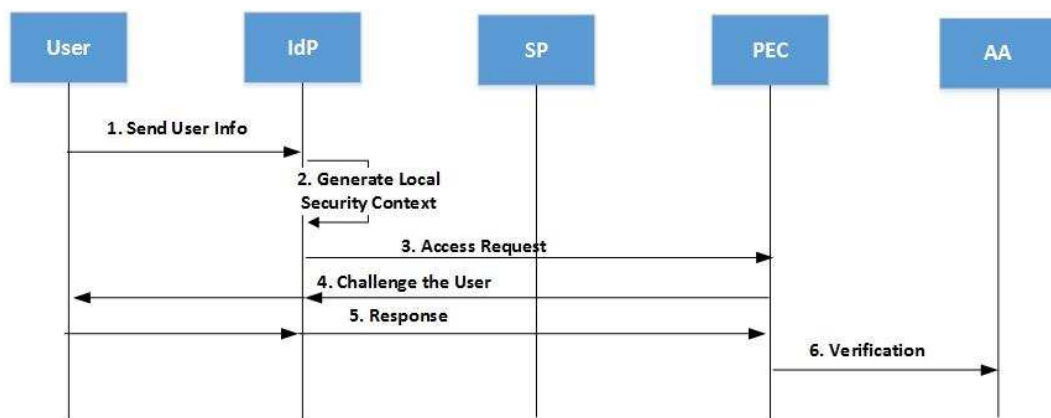 User
IdP
SP
PEC
AA
1. Send User Info
2. Generate Local
Security Context
3. Access Request
4. Challenge the User
5. Response
6. Verification